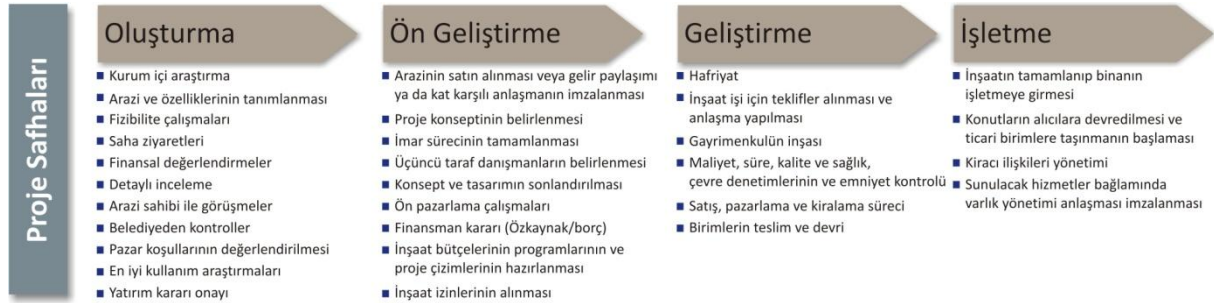 Proje Safhaları
Oluşturma
Kurum içi araştırma
Arazi ve özelliklerinin tanımlanması
Fizibilite çalışmaları
Saha ziyaretleri
Finansal değerlendirmeler
Detaylı inceleme
Arazi sahibi ile görüşmeler
Belediyeden kontroller
Pazar koşullarının değerlendirilmesi
En iyi kullanım araştırmaları
Yatırım kararı onayı
Ön Geliştirme
Arazinin satın alınması veya gelir paylaşımı
ya da kat karşılı anlaşmanın imzalanması
Proje konseptinin belirlenmesi
İmar sürecinin tamamlanması
Üçüncü taraf danışmanların belirlenmesi
Konsept ve tasarımın sonlandırılması
Ön pazarlama çalışmaları
Finansman kararı (Özkaynak/borç)
İnşaat bütçelerinin programlarının ve
proje çizimlerinin hazırlanması
İnşaat izinlerinin alınması
Geliştirme
Hafriyat
İnşaat işi için teklifler alınması ve
anlaşma yapılması
Gayrimenkulün inşası
Maliyet, süre, kalite ve sağlık,
çevre denetimlerinin ve emniyet kontrolü
Satış, pazarlama ve kiralama süreci
Birimlerin teslim ve devri
İşletme
İnşaatın tamamlanıp binanın
işletmeye girmesi
Konutların alıcılara devredilmesi ve
ticari birimlere taşınmanın başlaması
Kiracı ilişkileri yönetimi
Sunulacak hizmetler bağlamında
varlık yönetimi anlaşması imzalanması